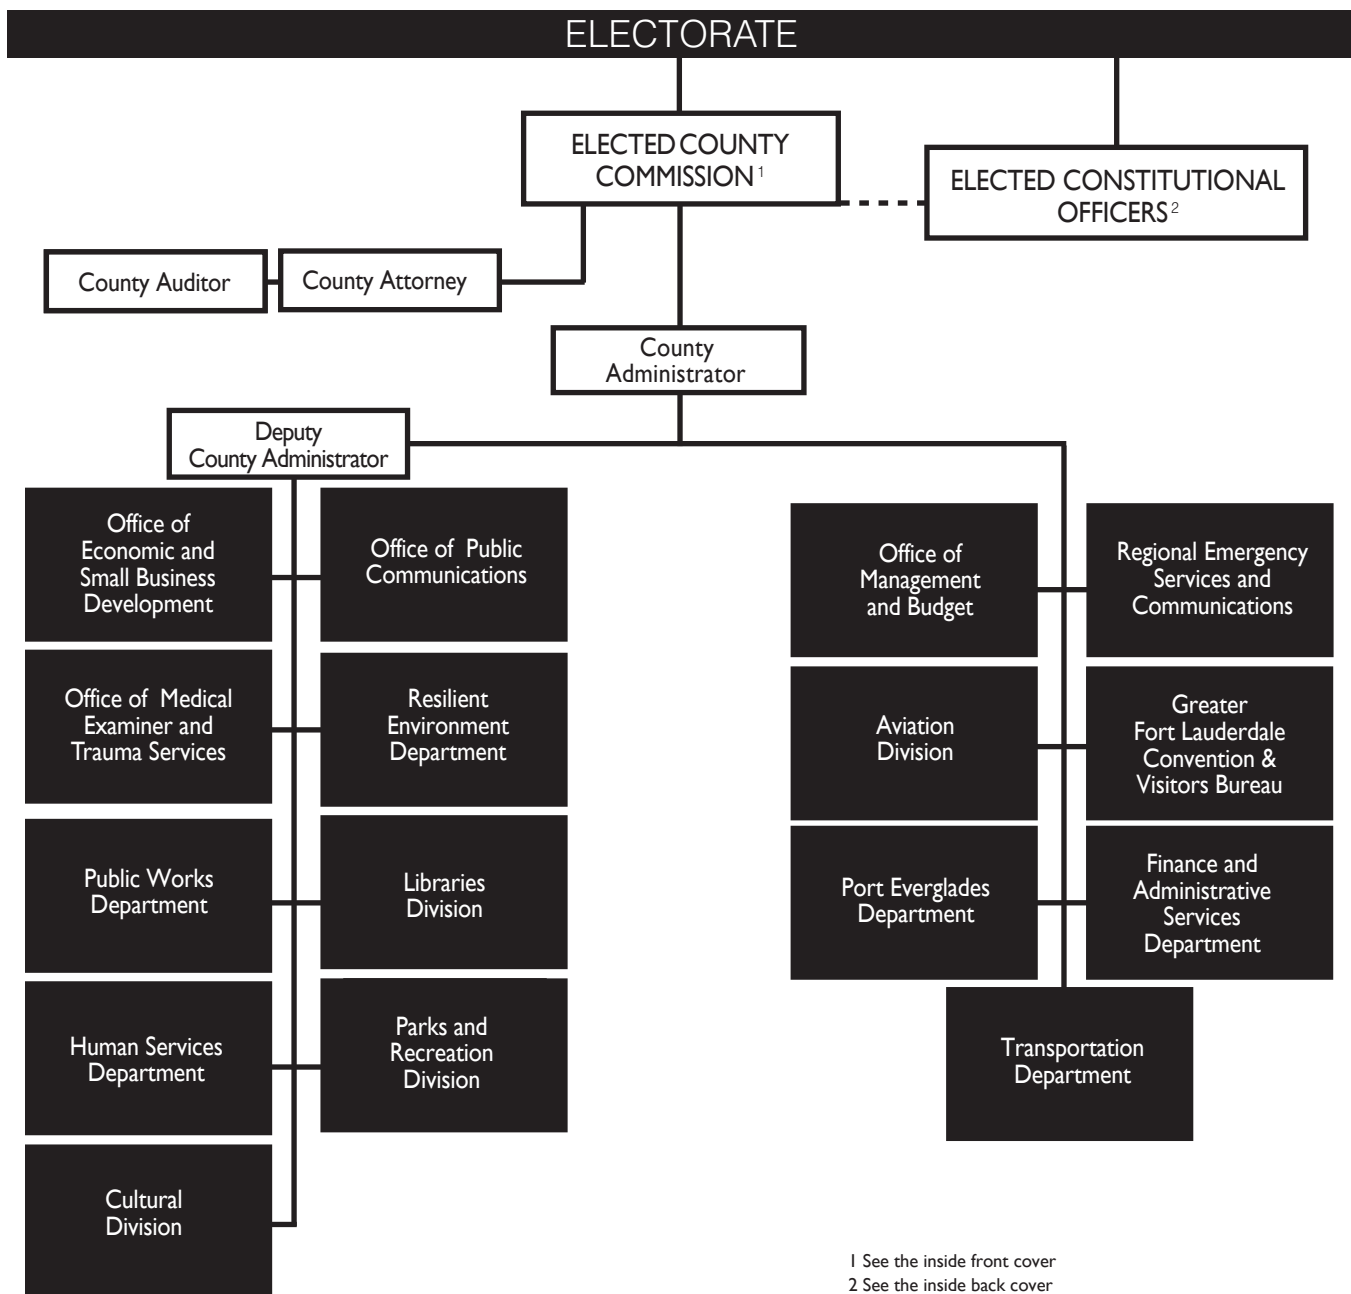 ELECTORATE
ELECTED COUNTY
COMMISSION 1
ELECTED CONSTITUTIONAL
OFFICERS 2
County Auditor
County Attorney
County
Administrator
Deputy
County Administrator
Office of
Economic and
Small Business
Development
Office of Public
Communications
Office of Medical
Examiner and
Trauma Services
Resilient
Environment
Department
Public Works
Department
Libraries
Division
Human Services
Department
Parks and
Recreation
Division
Cultural
Division
Office of
Management
and Budget
Regional Emergency
Services and
Communications
Aviation
Division
Greater
Fort Lauderdale
Convention &
Visitors Bureau
Port Everglades
Department
Finance and
Administrative
Services
Department
Transportation
Department
1 See the inside front cover
2 See the inside back cover